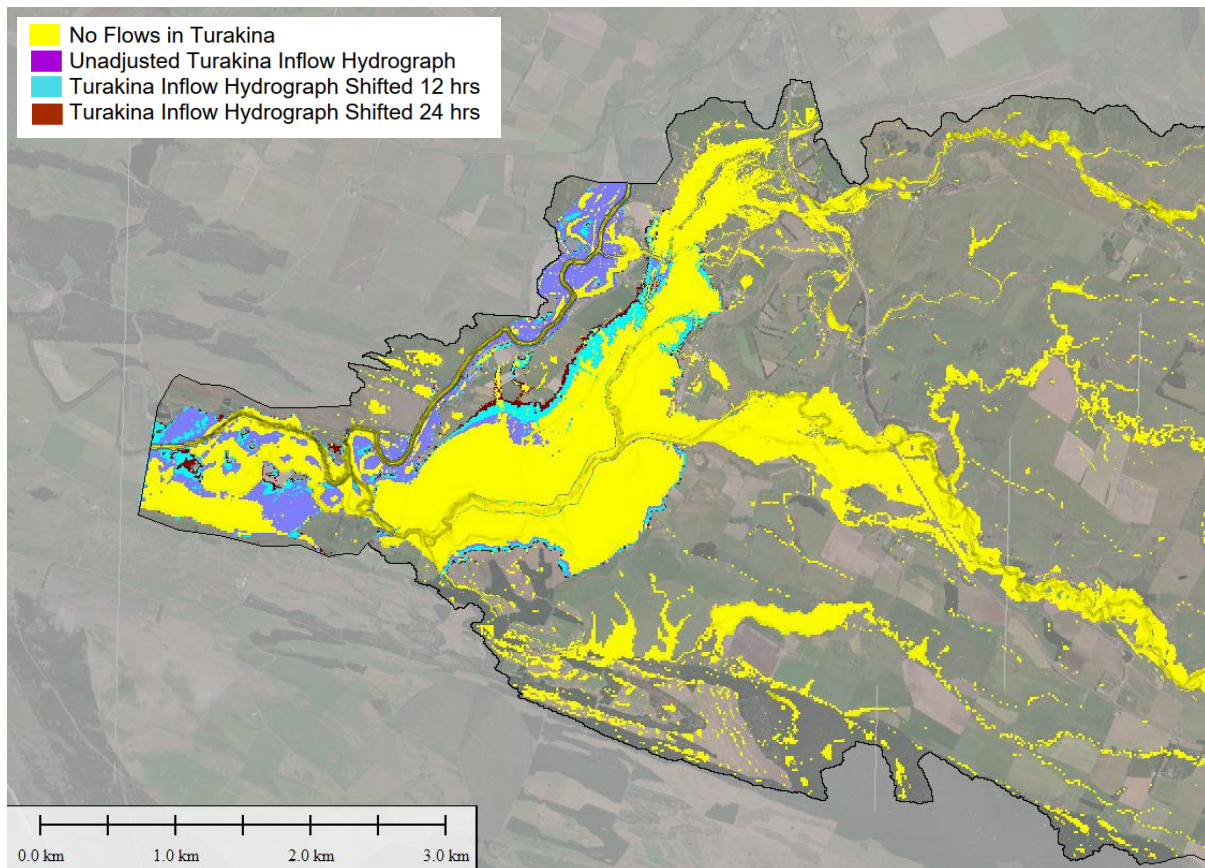 No Flows in Turakina
Unadjusted Turakina Inflow Hydrograph
Turakina Inflow Hydrograph Shifted 12 hrs
Turakina Inflow Hydrograph Shifted 24 hrs
0.0 km 1.0 km 2.0 km 3.0 km